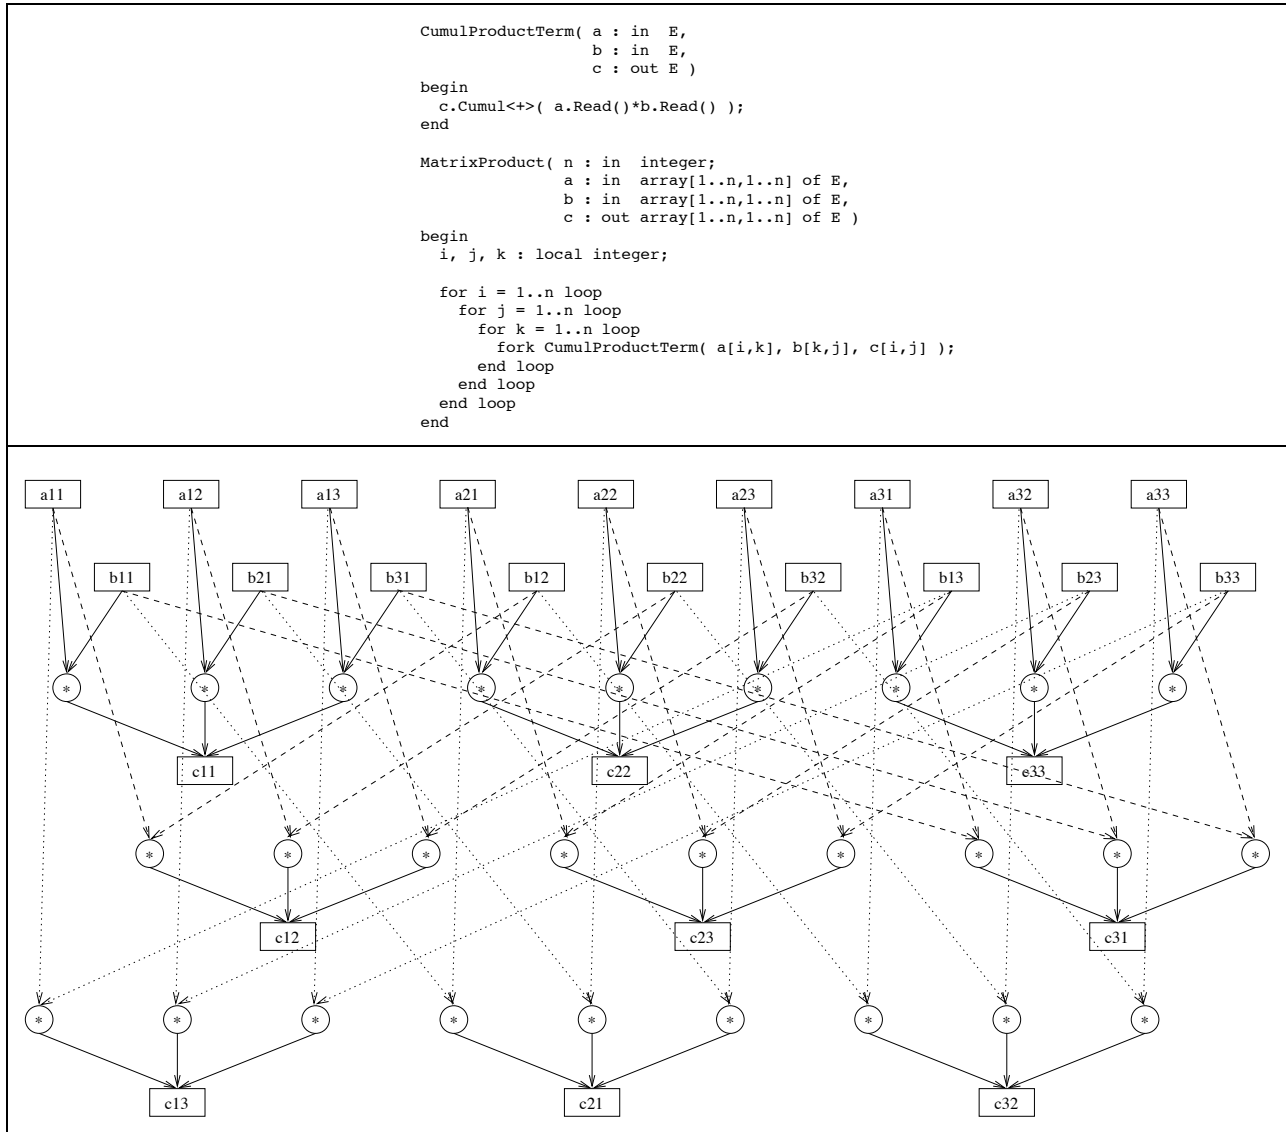 CumulProductTerm( a : in  E,
                  b : in  E,
                  c : out E )
begin
  c.Cumul<+>( a.Read()*b.Read() );
end
MatrixProduct( n : in  integer;
               a : in  array[1..n,1..n] of E,
               b : in  array[1..n,1..n] of E,
               c : out array[1..n,1..n] of E )
begin
  i, j, k : local integer;
  for i = 1..n loop
    for j = 1..n loop
      for k = 1..n loop
        fork CumulProductTerm( a[i,k], b[k,j], c[i,j] );
      end loop
    end loop
  end loop
end
a11 a12 a13 a21 a22 a23 a31 a32 a33
b11 b21 b31 b12 b22 b32 b13 b23 b33
* * * * * * * * *
c11 c22 c33
* * * * * * * * *
c12 c23 c31
* * * * * * * * *
c13 c21 c32